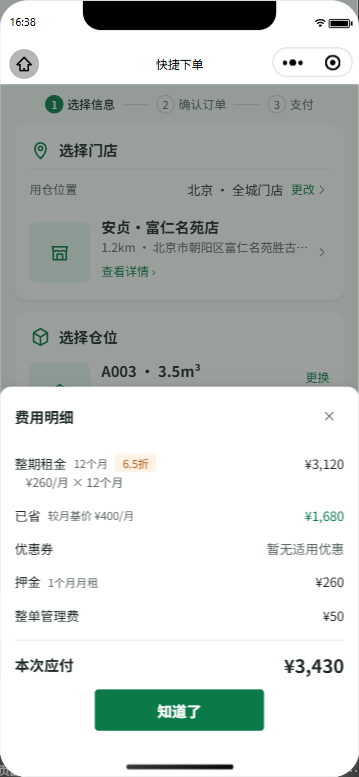 16:38
快捷下单
1 选择信息 2 确认订单 3 支付
选择门店
用仓位置 北京 · 全城门店 更改 >
安贞·富仁名苑店
1.2km · 北京市朝阳区富仁名苑胜古…
查看详情 ›
选择仓位
A003 · 3.5m³
更换
费用明细
整期租金 12个月 6.5折 ¥3,120
¥260/月 × 12个月
已省 较月基价 ¥400/月 ¥1,680
优惠券 暂无适用优惠
押金 1个月月租 ¥260
整单管理费 ¥50
本次应付 ¥3,430
知道了